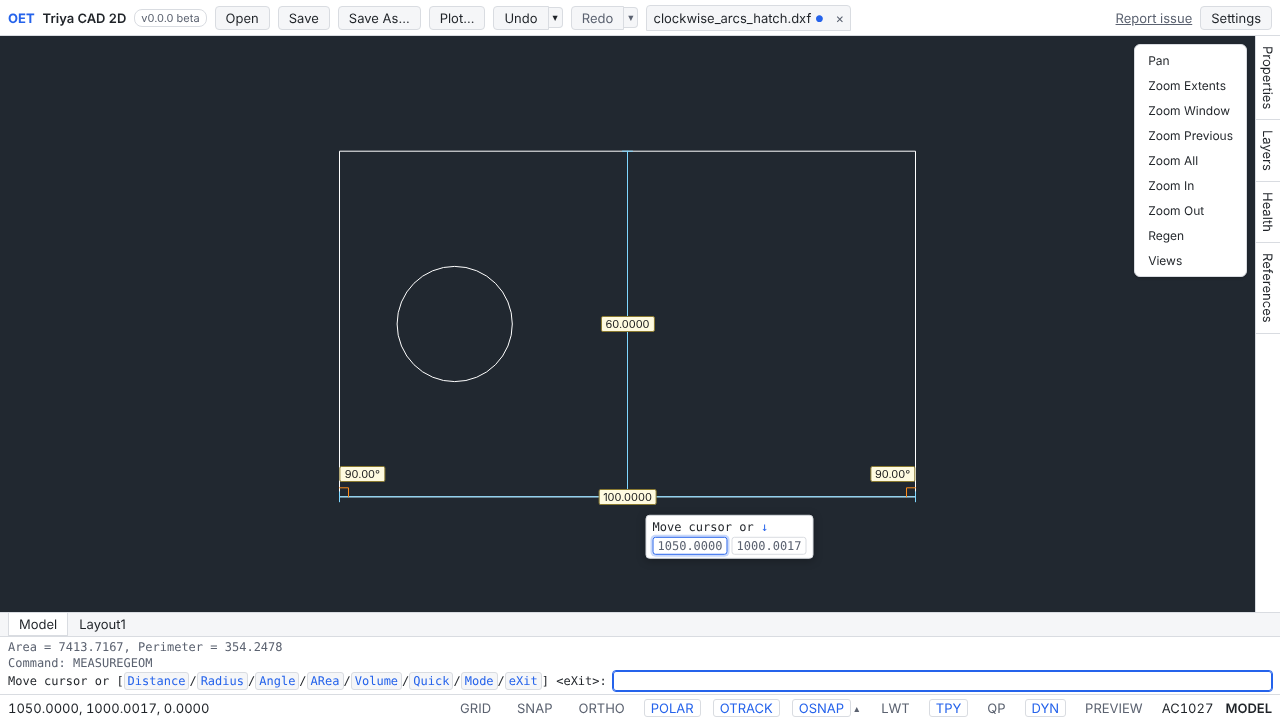 OET Triya CAD 2D v0.0.0 beta Open Save Save As... Plot... Undo ▾ Redo ▾ clockwise_arcs_hatch.dxf × Report issue Settings
Pan
Zoom Extents
Zoom Window
Zoom Previous
Zoom All
Zoom In
Zoom Out
Regen
Views
Properties
Layers
Health
References
60.0000
90.00° 90.00°
100.0000
Move cursor or ↓
1050.0000 1000.0017
Model Layout1
Area = 7413.7167, Perimeter = 354.2478
Command: MEASUREGEOM
Move cursor or [Distance/Radius/Angle/ARea/Volume/Quick/Mode/eXit] <eXit>:
1050.0000, 1000.0017, 0.0000 GRID SNAP ORTHO POLAR OTRACK OSNAP ▴ LWT TPY QP DYN PREVIEW AC1027 MODEL